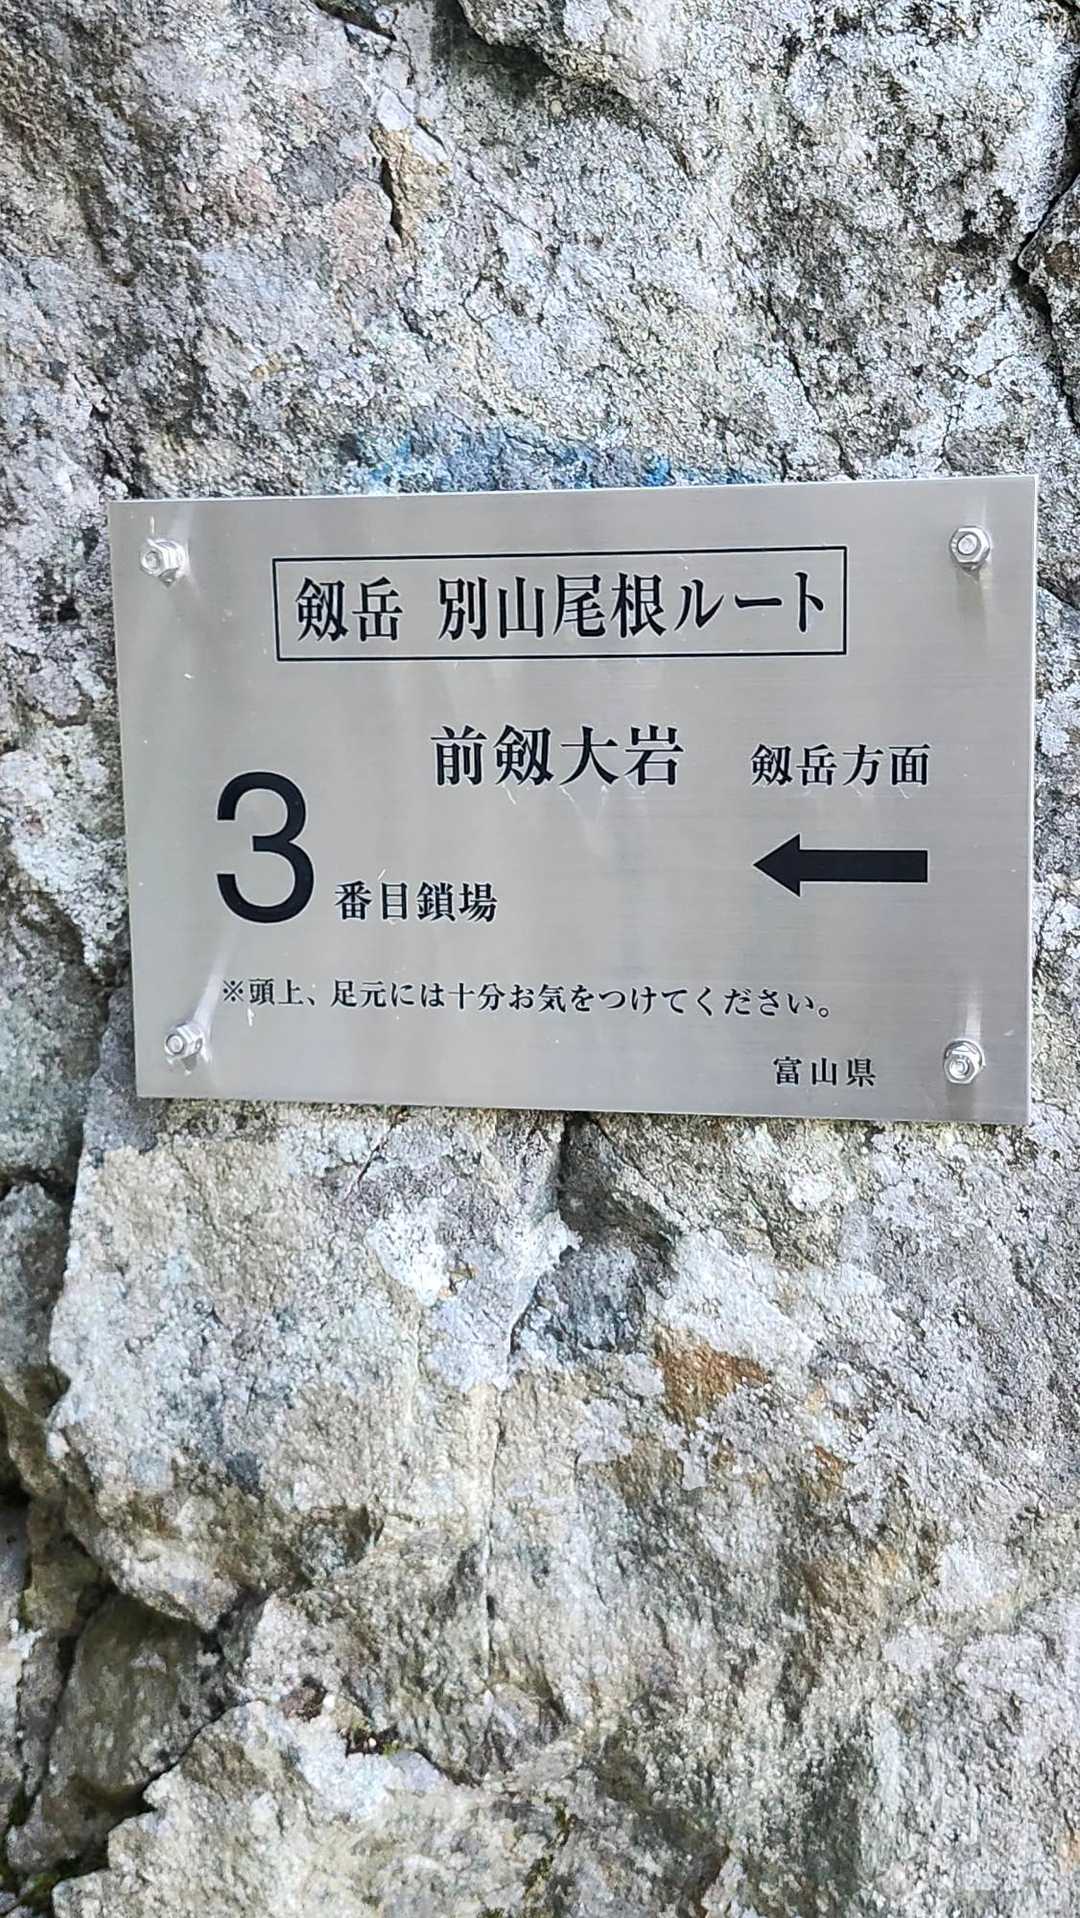 剱岳 別山尾根ルート
前剱大岩 剱岳方面
3番目鎖場
※頭上、足元には十分お気をつけてください。
富山県